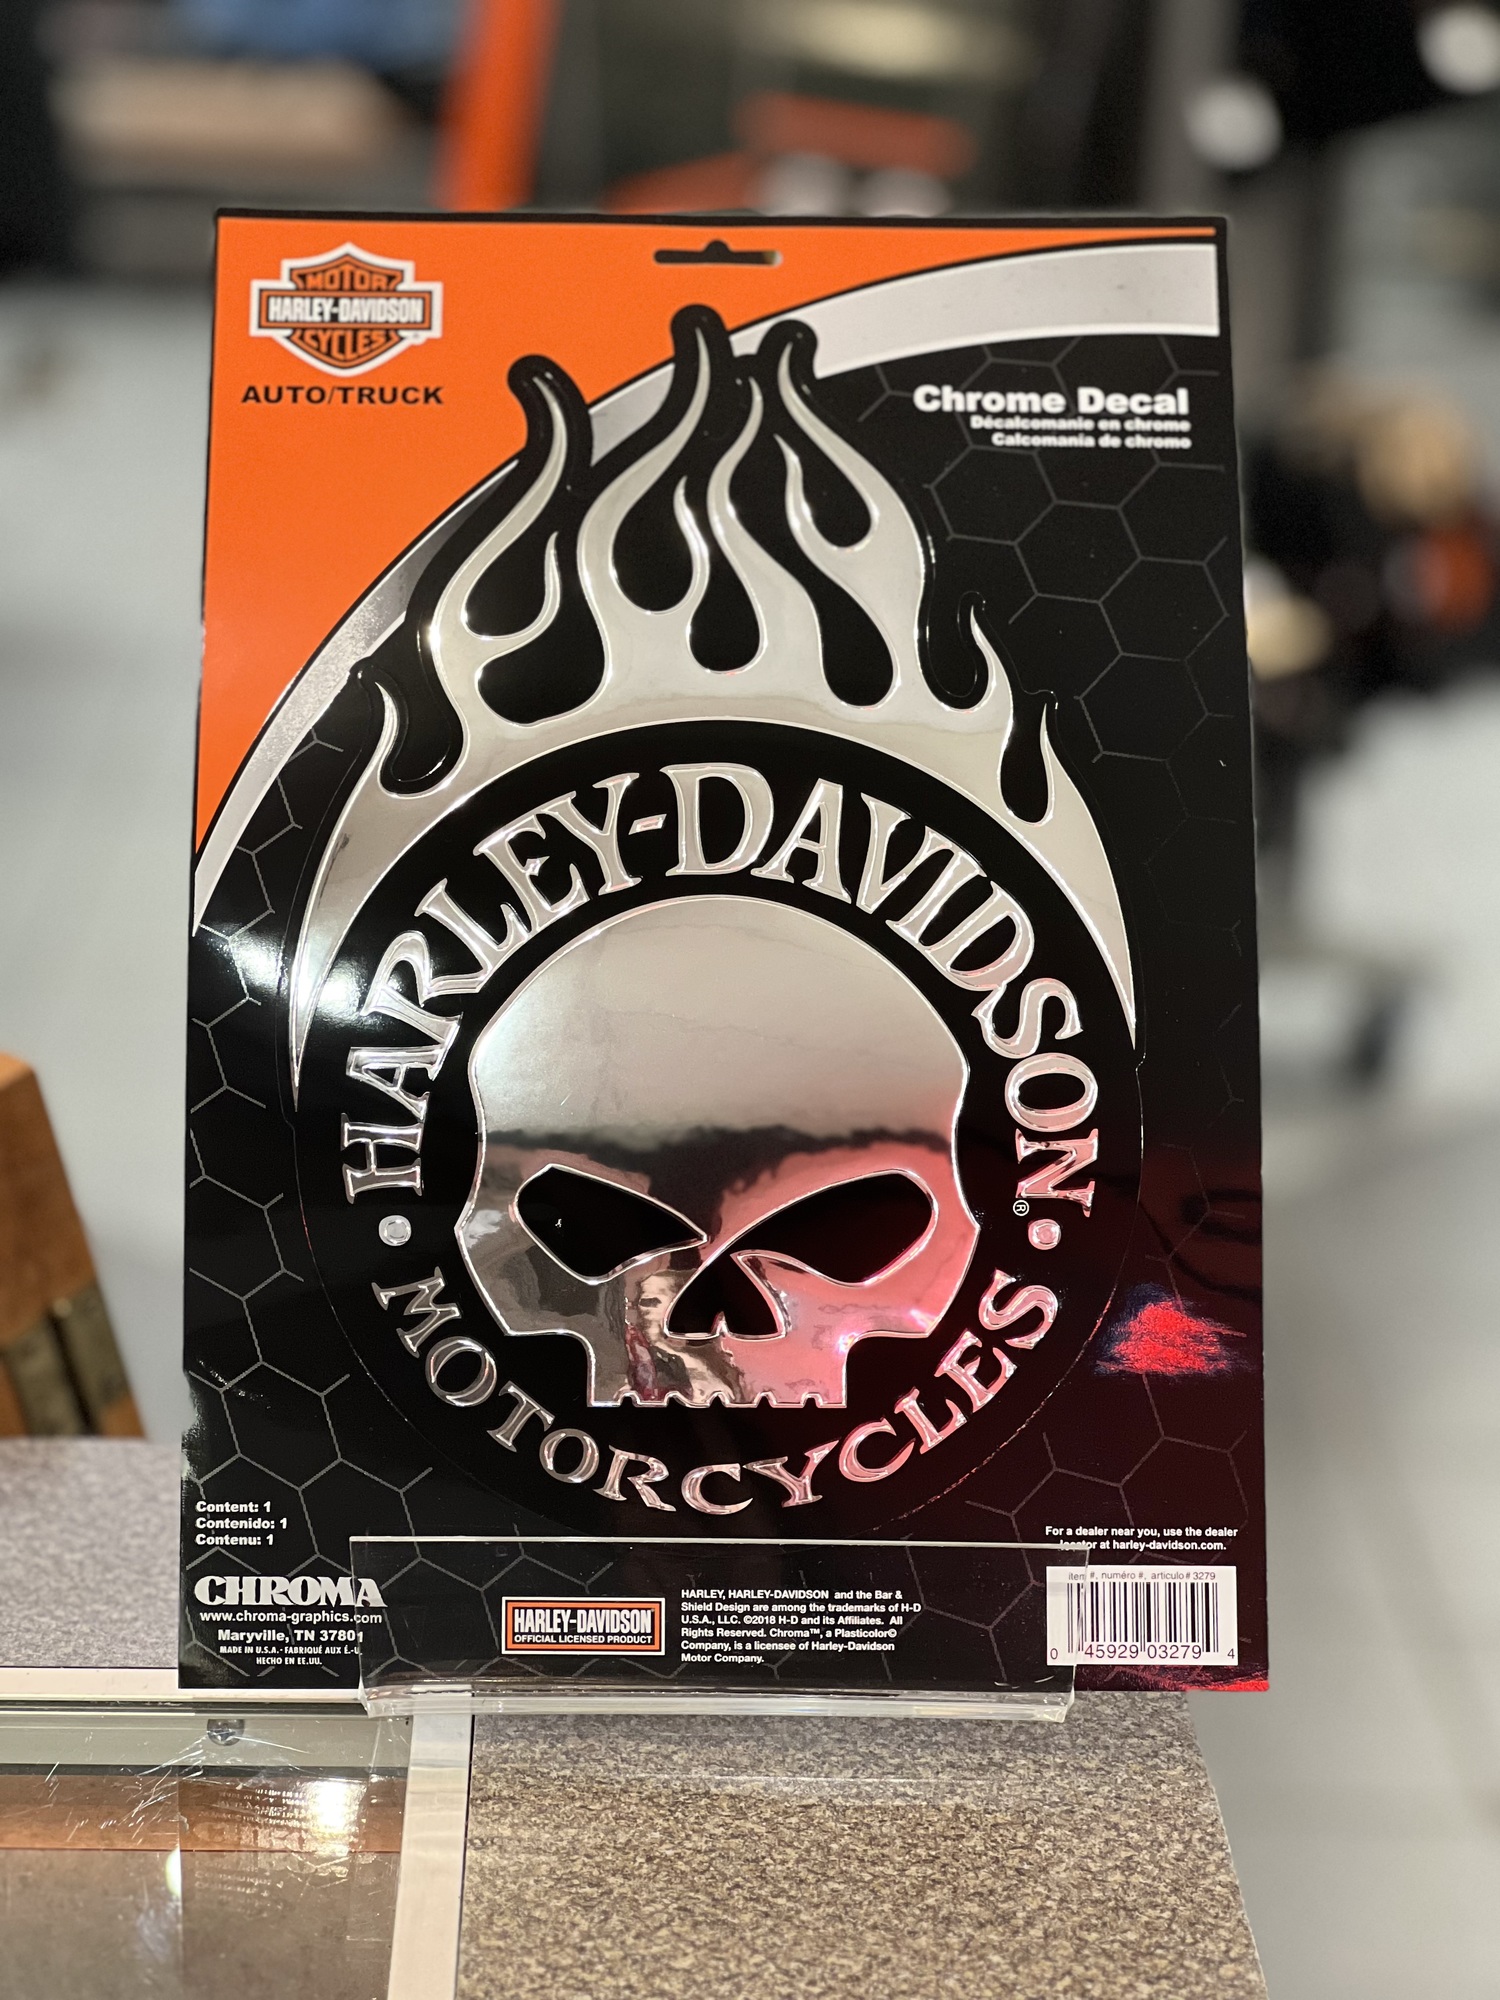 MOTOR
HARLEY-DAVIDSON
CYCLES
AUTO/TRUCK
Chrome Decal
Décalcomanie en chrome
Calcomanía de chrome
HARLEY-DAVIDSON®
• MOTORCYCLES •
Content: 1
Contenido: 1
Contenu: 1
CHROMA
www.chroma-graphics.com
Maryville, TN 37801
MADE IN U.S.A.- FABRIQUÉ AUX É.-U.
HECHO EN EE.UU.
HARLEY-DAVIDSON
OFFICIAL LICENSED PRODUCT
HARLEY, HARLEY-DAVIDSON and the Bar &
Shield Design are among the trademarks of H-D
U.S.A., LLC. ©2018 H-D and its Affiliates. All
Rights Reserved. Chroma™, a Plasticolor©
Company, is a licensee of Harley-Davidson
Motor Company.
For a dealer near you, use the dealer
locator at harley-davidson.com.
item #, numéro #, articulo # 3279
0 45929 03279 4